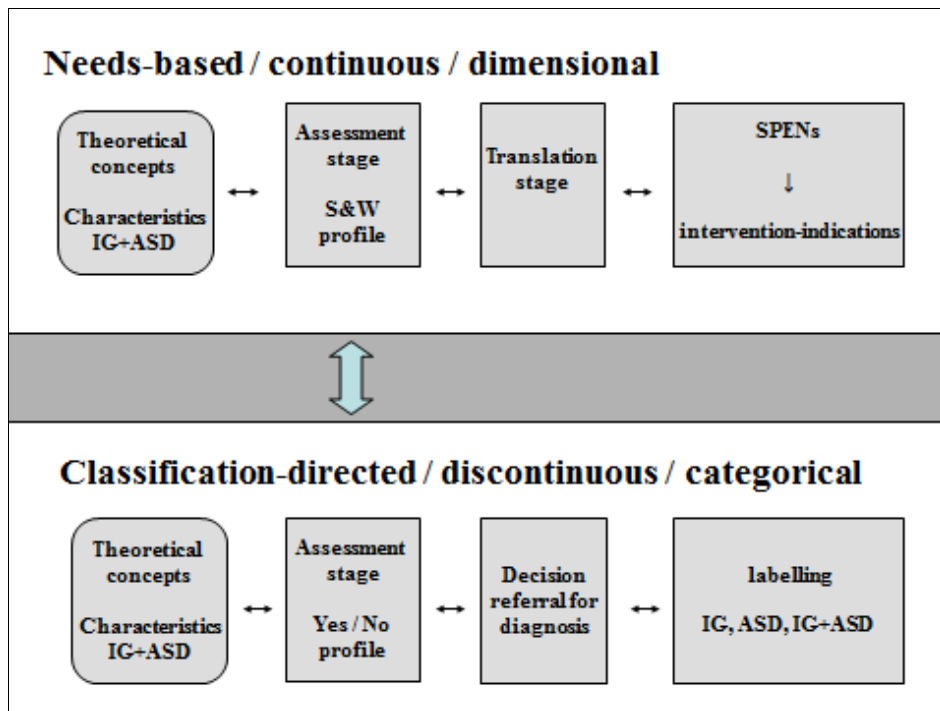 Needs-based / continuous / dimensional
Theoretical
concepts
Characteristics
IG+ASD
Assessment
stage
S&W
profile
Translation
stage
SPENs
↓
intervention-indications
Classification-directed / discontinuous / categorical
Theoretical
concepts
Characteristics
IG+ASD
Assessment
stage
Yes / No
profile
Decision
referral for
diagnosis
labelling
IG, ASD, IG+ASD